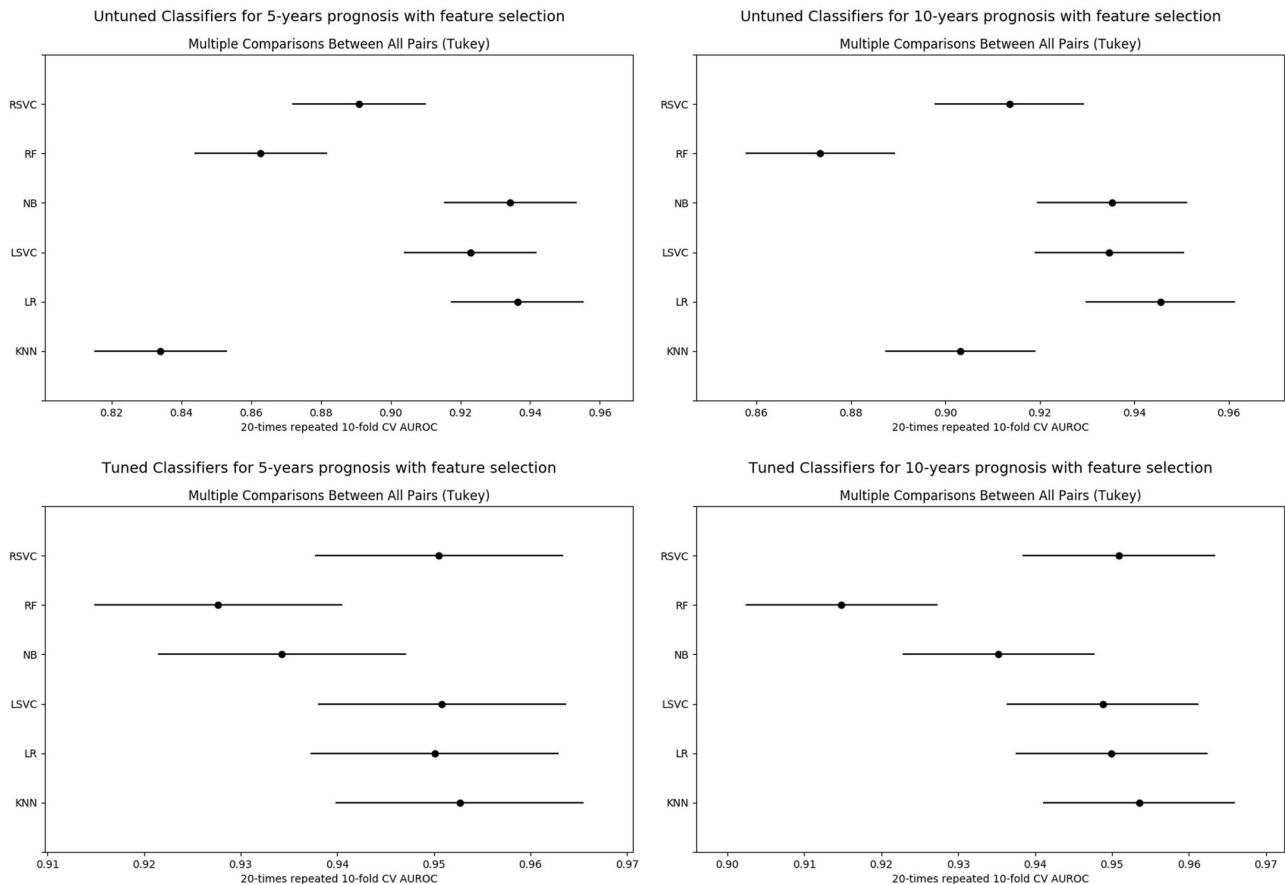 Untuned Classifiers for 5-years prognosis with feature selection
Multiple Comparisons Between All Pairs (Tukey)
RSVC
RF
NB
LSVC
LR
KNN
0.82 0.84 0.86 0.88 0.90 0.92 0.94 0.96
20-times repeated 10-fold CV AUROC
Untuned Classifiers for 10-years prognosis with feature selection
Multiple Comparisons Between All Pairs (Tukey)
RSVC
RF
NB
LSVC
LR
KNN
0.86 0.88 0.90 0.92 0.94 0.96
20-times repeated 10-fold CV AUROC
Tuned Classifiers for 5-years prognosis with feature selection
Multiple Comparisons Between All Pairs (Tukey)
RSVC
RF
NB
LSVC
LR
KNN
0.91 0.92 0.93 0.94 0.95 0.96 0.97
20-times repeated 10-fold CV AUROC
Tuned Classifiers for 10-years prognosis with feature selection
Multiple Comparisons Between All Pairs (Tukey)
RSVC
RF
NB
LSVC
LR
KNN
0.90 0.91 0.92 0.93 0.94 0.95 0.96 0.97
20-times repeated 10-fold CV AUROC